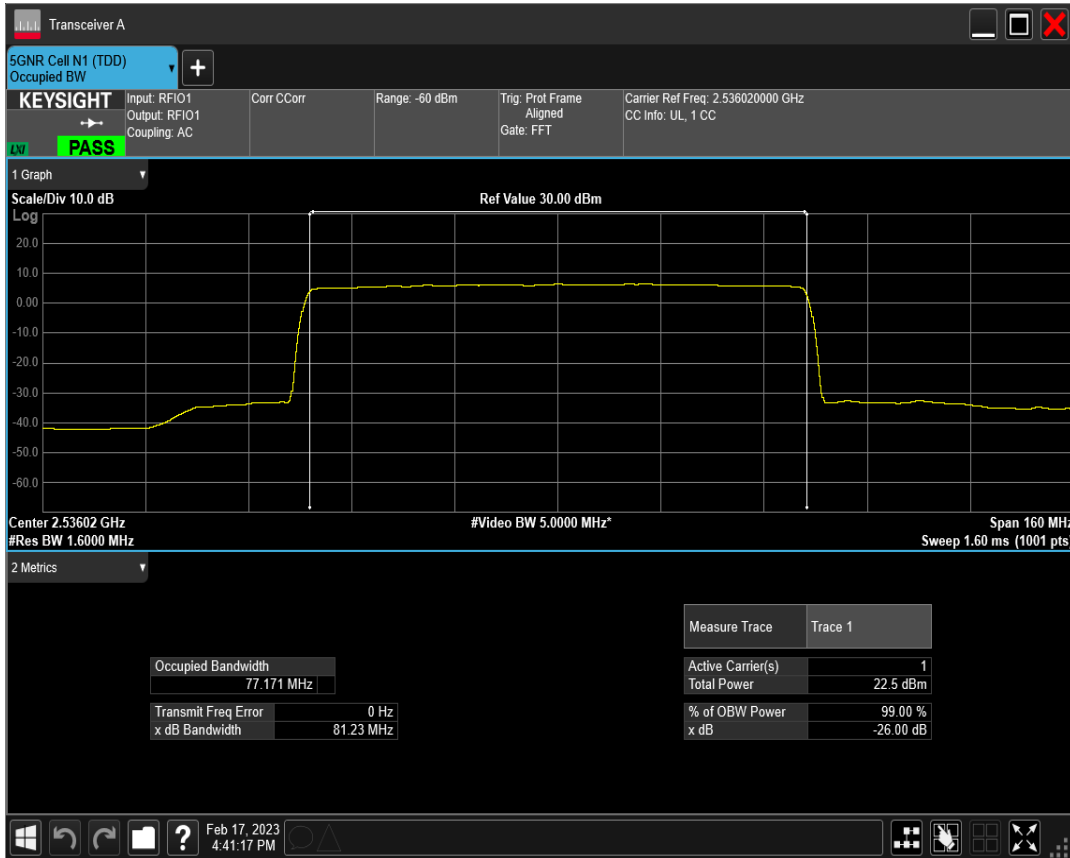 Transceiver A
5GNR Cell N1 (TDD)
Occupied BW
+
KEYSIGHT
LXI
PASS
Input: RFIO1
Output: RFIO1
Coupling: AC
Corr CCorr
Range: -60 dBm
Trig: Prot Frame
Aligned
Gate: FFT
Carrier Ref Freq: 2.536020000 GHz
CC Info: UL, 1 CC
1 Graph
Scale/Div 10.0 dB
Ref Value 30.00 dBm
Log
20.0
10.0
0.00
-10.0
-20.0
-30.0
-40.0
-50.0
-60.0
Center 2.53602 GHz
#Video BW 5.0000 MHz*
Span 160 MHz
#Res BW 1.6000 MHz
Sweep 1.60 ms (1001 pts)
2 Metrics
Measure Trace Trace 1
Occupied Bandwidth
77.171 MHz
Active Carrier(s) 1
Total Power 22.5 dBm
Transmit Freq Error 0 Hz
x dB Bandwidth 81.23 MHz
% of OBW Power 99.00 %
x dB -26.00 dB
?
Feb 17, 2023
4:41:17 PM